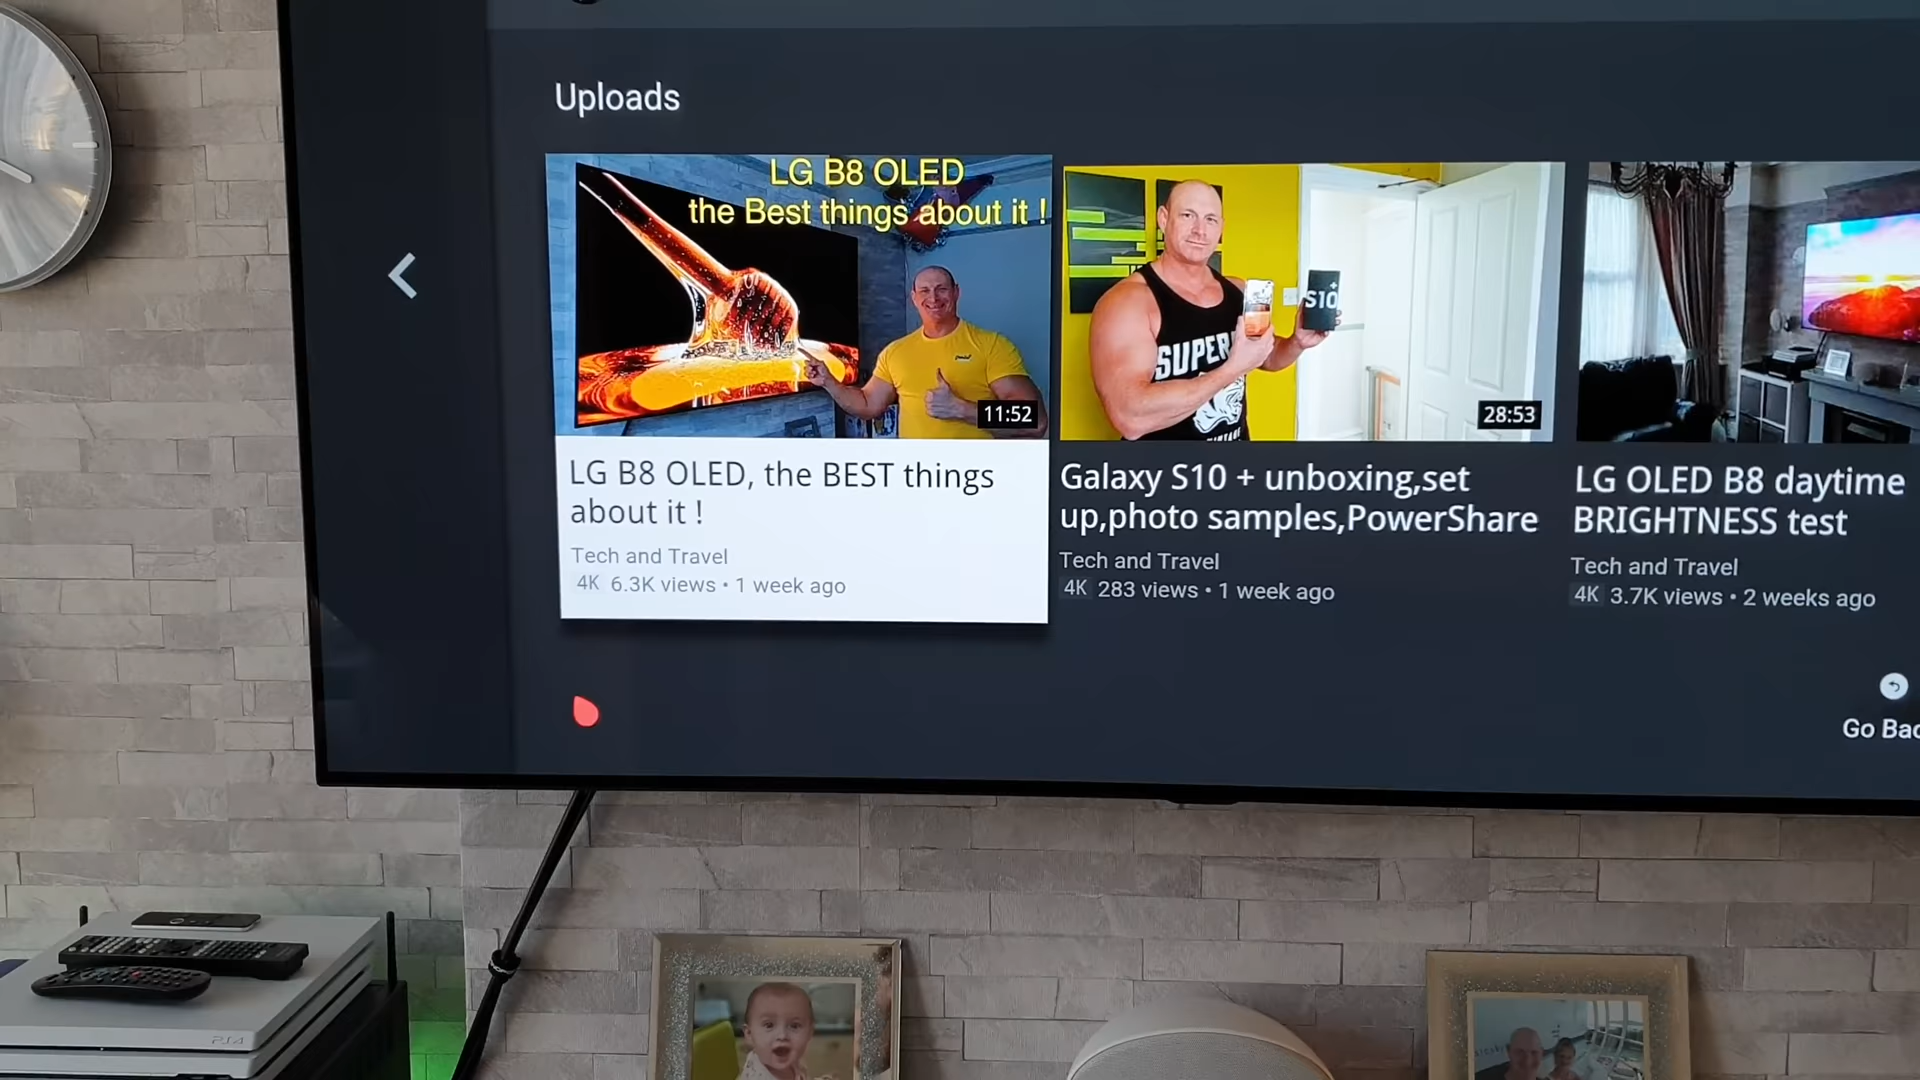 Uploads
LG B8 OLED
the Best things about it !
11:52
SUPER
S10
28:53
LG B8 OLED, the BEST things
about it !
Tech and Travel
4K 6.3K views • 1 week ago
Galaxy S10 + unboxing,set
up,photo samples,PowerShare
Tech and Travel
4K 283 views • 1 week ago
LG OLED B8 daytime
BRIGHTNESS test
Tech and Travel
4K 3.7K views • 2 weeks ago
Go Bac
PS4